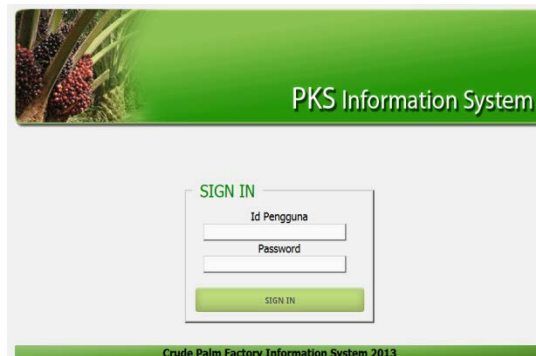 PKS Information System
SIGN IN
Id Pengguna
Password
SIGN IN
Crude Palm Factory Information System 2013